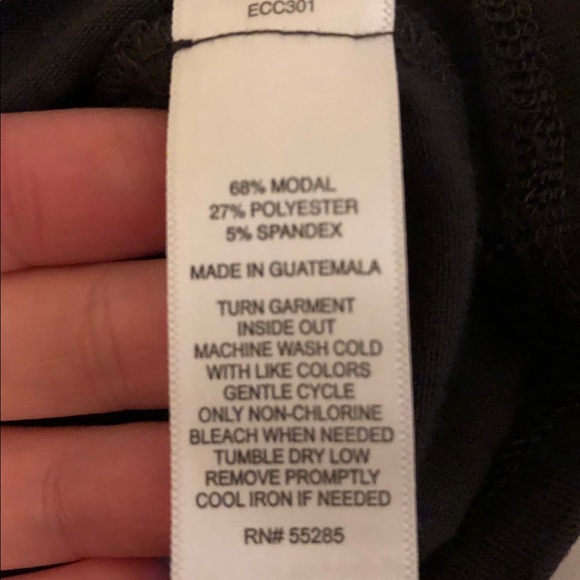 ECC301
68% MODAL
27% POLYESTER
5% SPANDEX
MADE IN GUATEMALA
TURN GARMENT
INSIDE OUT
MACHINE WASH COLD
WITH LIKE COLORS
GENTLE CYCLE
ONLY NON-CHLORINE
BLEACH WHEN NEEDED
TUMBLE DRY LOW
REMOVE PROMPTLY
COOL IRON IF NEEDED
RN# 55285